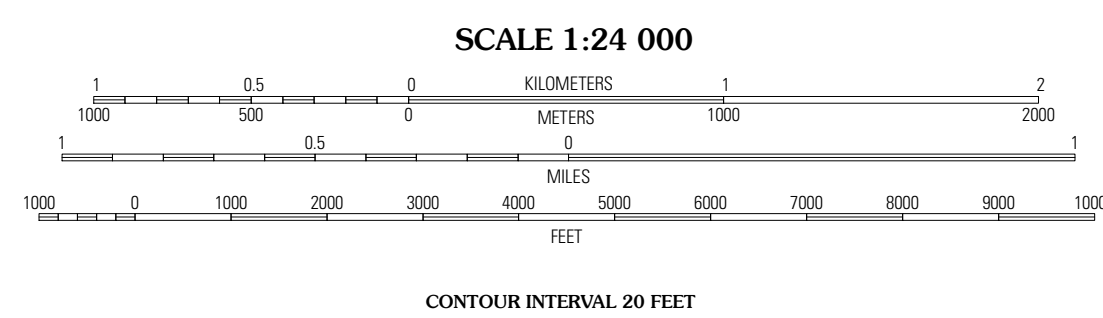 SCALE 1:24 000
1 0.5 0 KILOMETERS 1 2
1000 500 0 METERS 1000 2000
1 0.5 0 1
MILES
1000 0 1000 2000 3000 4000 5000 6000 7000 8000 9000 1000
FEET
CONTOUR INTERVAL 20 FEET